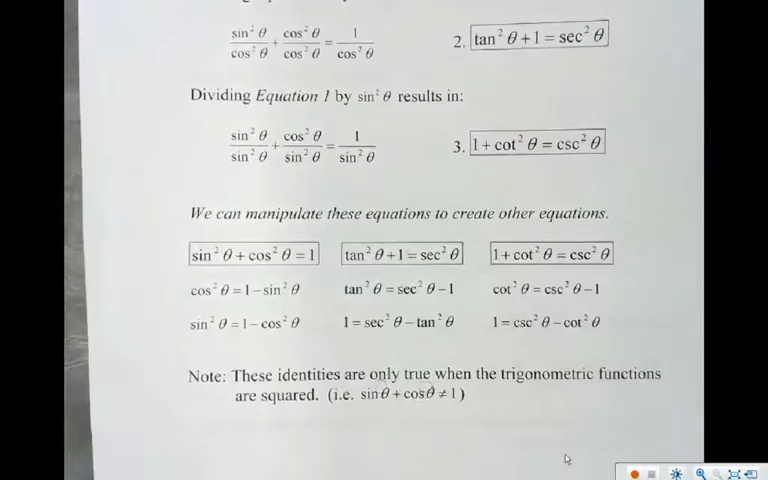 sin² θ / cos² θ + cos² θ / cos² θ = 1 / cos² θ 2. tan² θ + 1 = sec² θ
Dividing Equation 1 by sin² θ results in:
sin² θ / sin² θ + cos² θ / sin² θ = 1 / sin² θ 3. 1 + cot² θ = csc² θ
We can manipulate these equations to create other equations.
sin² θ + cos² θ = 1 tan² θ + 1 = sec² θ 1 + cot² θ = csc² θ
cos² θ = 1 − sin² θ tan² θ = sec² θ − 1 cot² θ = csc² θ − 1
sin² θ = 1 − cos² θ 1 = sec² θ − tan² θ 1 = csc² θ − cot² θ
Note: These identities are only true when the trigonometric functions
are squared. (i.e. sin θ + cos θ ≠ 1)